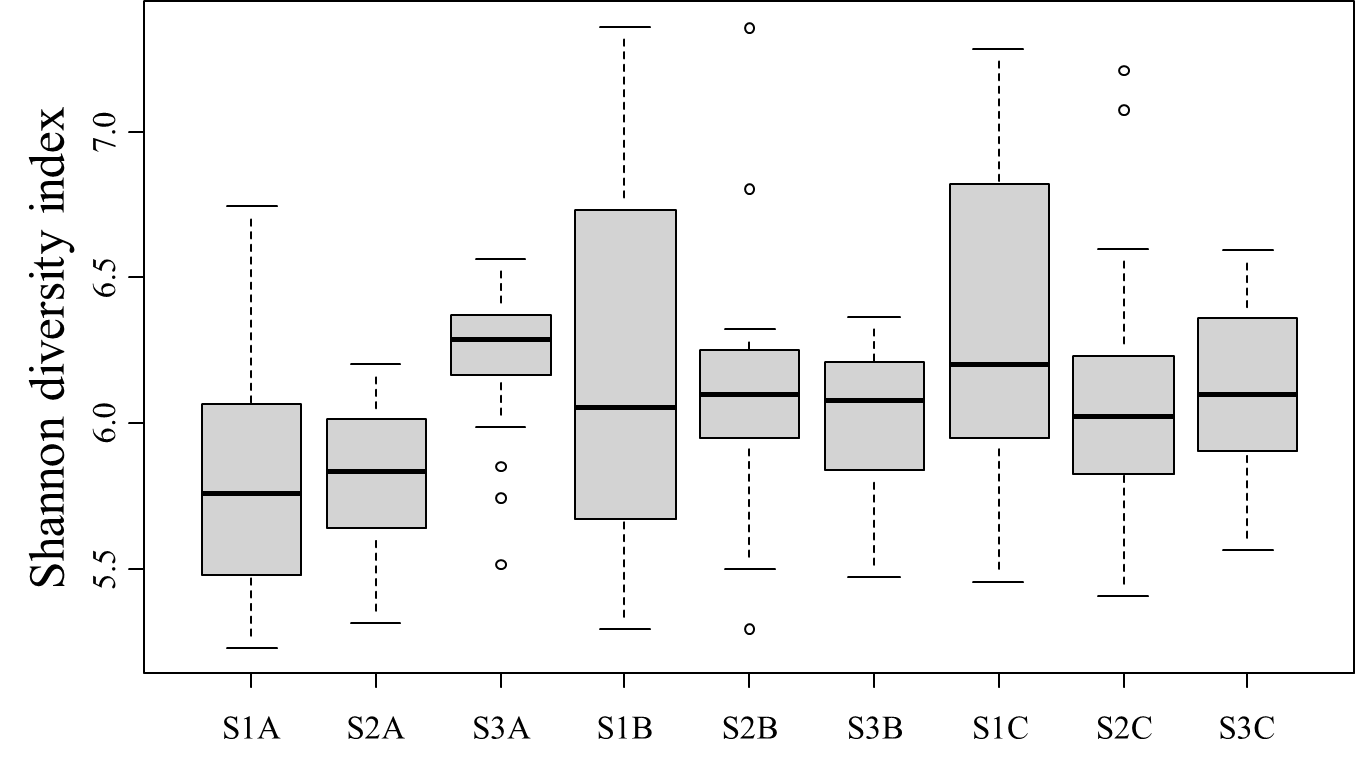 Shannon diversity index
7.0
6.5
6.0
5.5
S1A S2A S3A S1B S2B S3B S1C S2C S3C